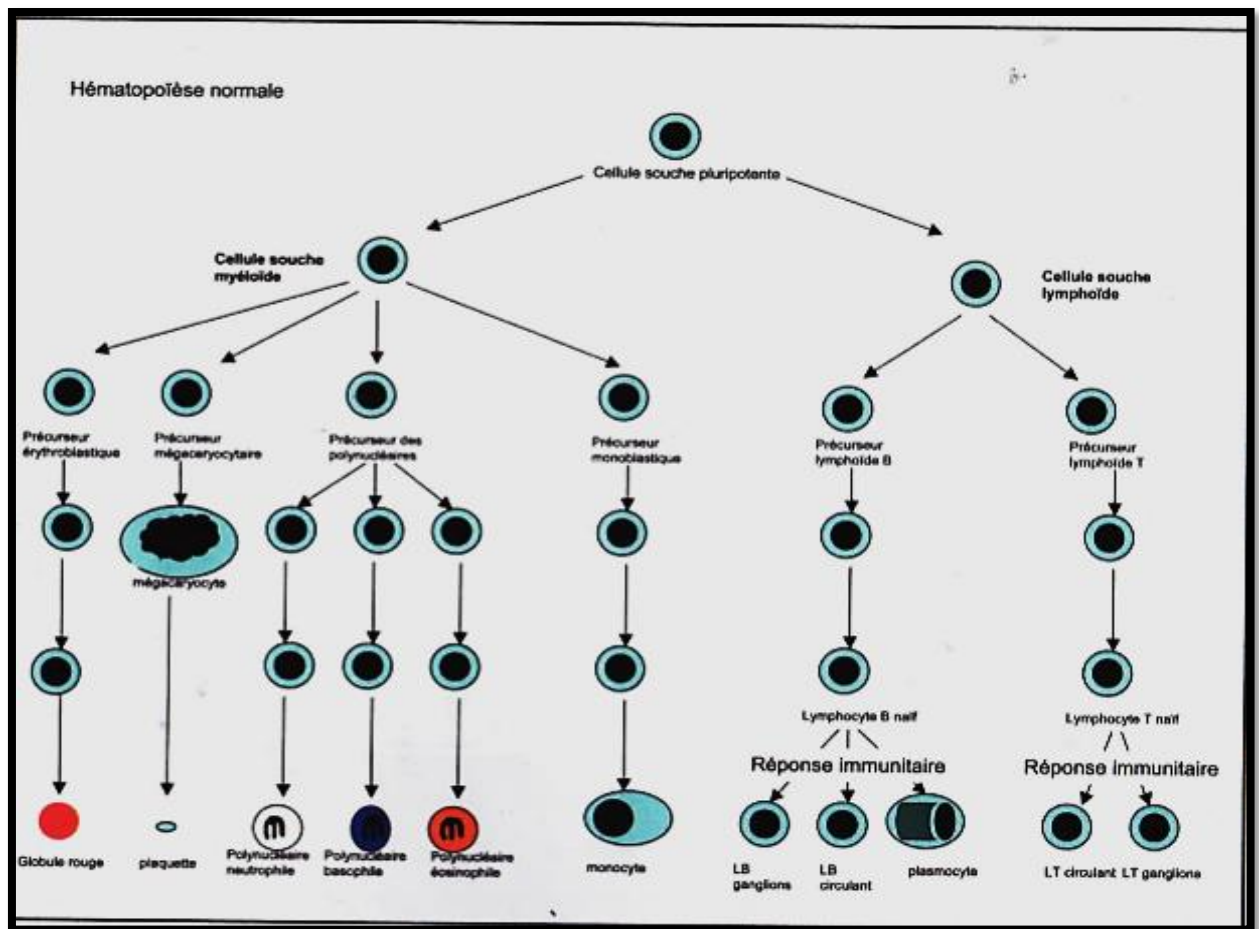 Hématopoïèse normale
Cellule souche pluripotente
Cellule souche
myéloïde
Cellule souche
lymphoïde
Précurseur
érythroblastique
Précurseur
mégacaryocytaire
Précurseur des
polynucléaires
Précurseur
monoblastique
Précurseur
lymphoïde B
Précurseur
lymphoïde T
mégacaryocyte
Lymphocyte B naïf
Lymphocyte T naïf
Réponse immunitaire
Réponse immunitaire
Globule rouge
plaquette
Polynucléaire
neutrophile
Polynucléaire
basophile
Polynucléaire
éosinophile
monocyte
LB
ganglions
LB
circulant
plasmocyte
LT circulant
LT ganglions